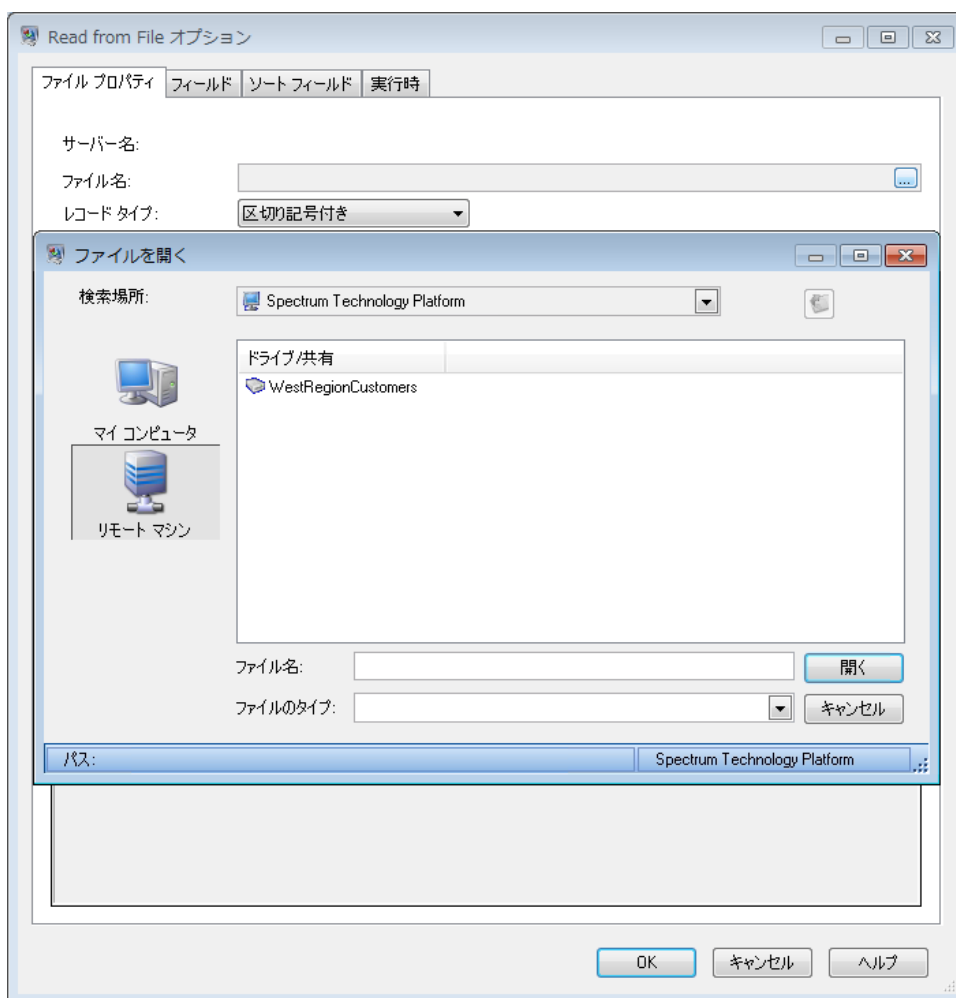 Read from File オプション
ファイル プロパティ フィールド ソート フィールド 実行時
サーバー名:
ファイル名: ...
レコード タイプ: 区切り記号付き
ファイルを開く
検索場所: Spectrum Technology Platform
ドライブ/共有
WestRegionCustomers
マイ コンピュータ
リモート マシン
ファイル名: 開く
ファイルのタイプ: キャンセル
パス: Spectrum Technology Platform
OK キャンセル ヘルプ